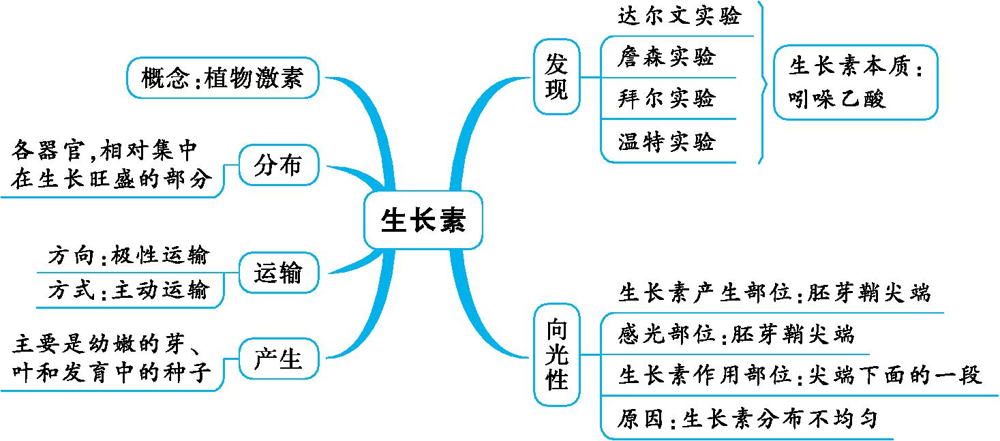 生长素
概念:植物激素
分布
各器官,相对集中
在生长旺盛的部分
运输
方向:极性运输
方式:主动运输
产生
主要是幼嫩的芽、
叶和发育中的种子
发现
达尔文实验
詹森实验
拜尔实验
温特实验
生长素本质:
吲哚乙酸
向光性
生长素产生部位:胚芽鞘尖端
感光部位:胚芽鞘尖端
生长素作用部位:尖端下面的一段
原因:生长素分布不均匀